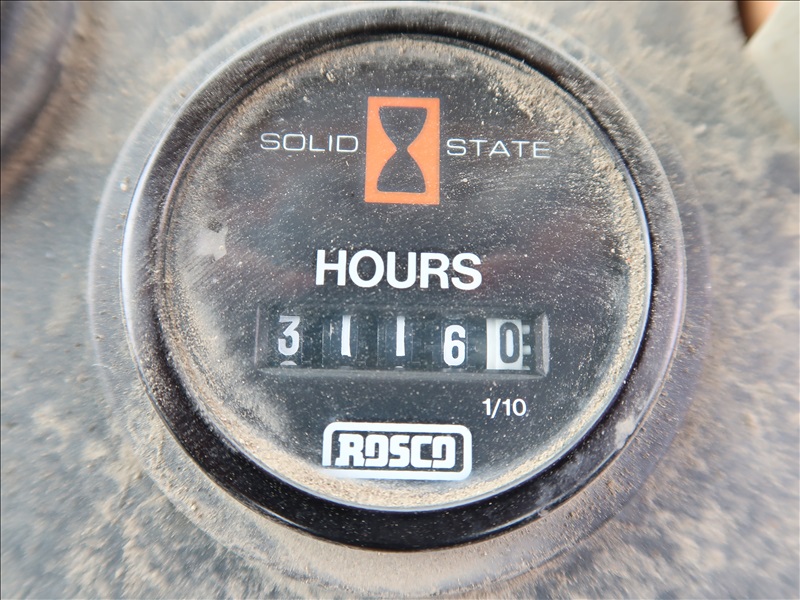 SOLID STATE
HOURS
31160
1/10
ROSCO